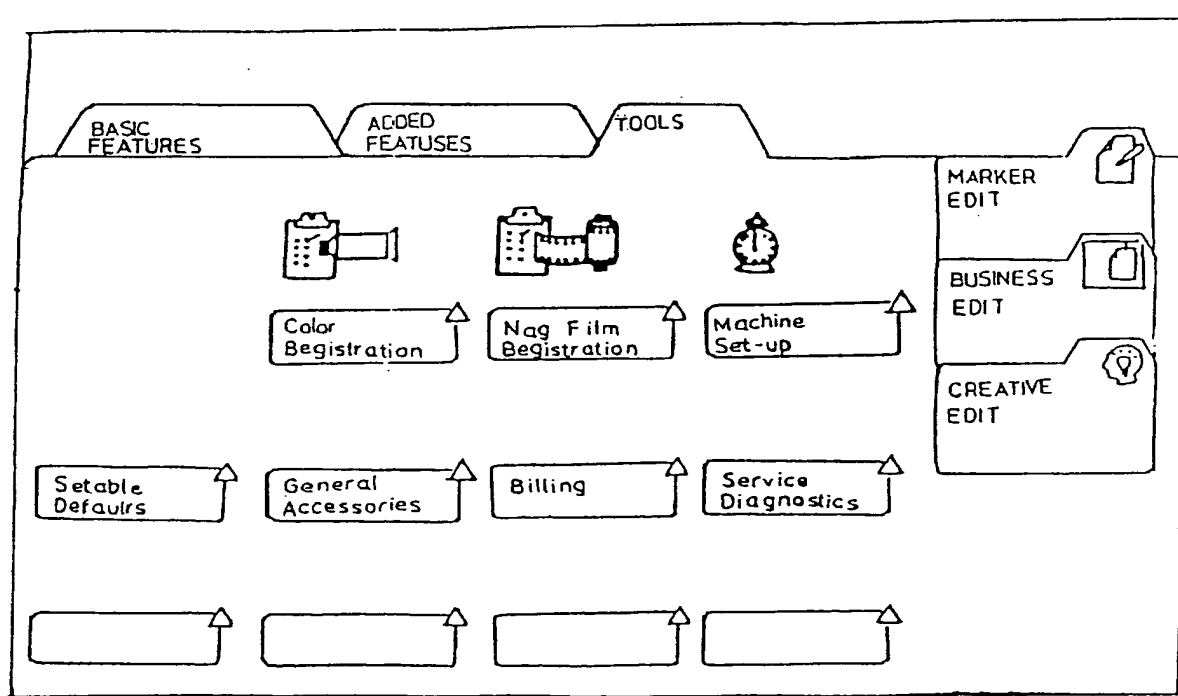 BASIC
FEATURES
ADDED
FEATUSES
TOOLS
MARKER
EDIT
BUSINESS
EDIT
CREATIVE
EDIT
Color
Begistration
Nag Film
Begistration
Machine
Set-up
Setable
Defaulrs
General
Accessories
Billing
Service
Diagnostics